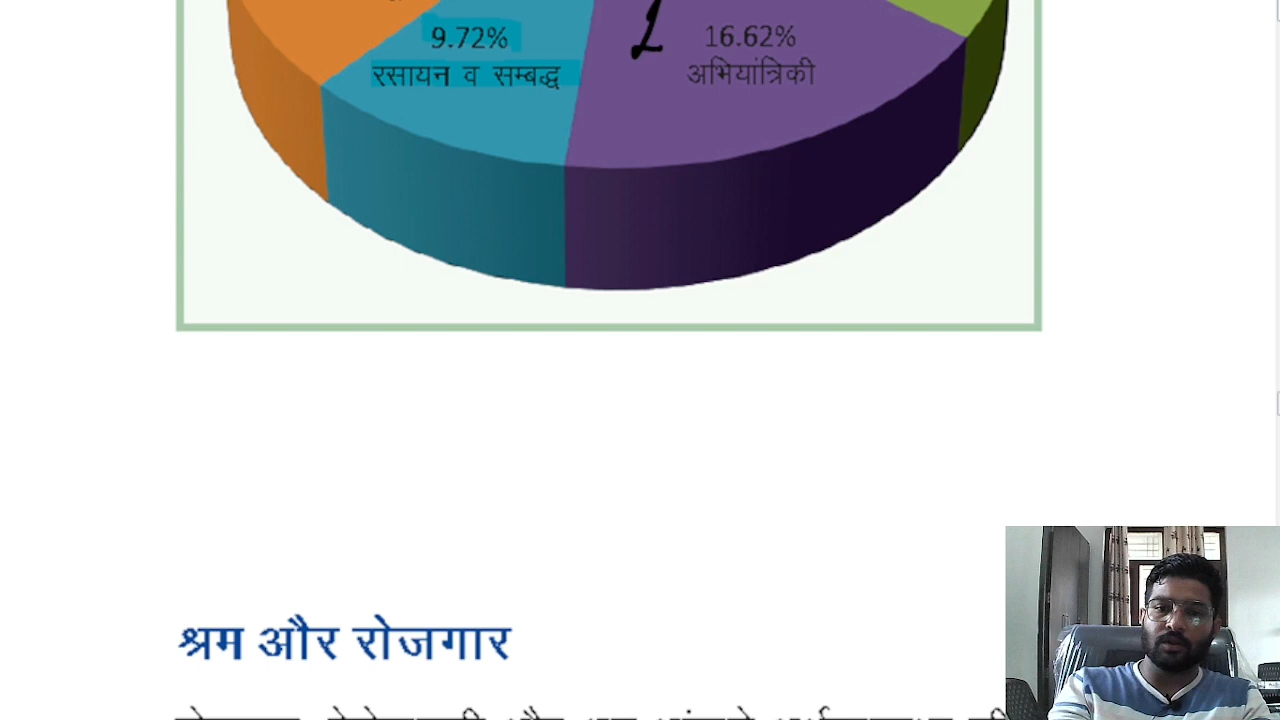 9.72%
रसायन व सम्बद्ध
16.62%
अभियांत्रिकी
श्रम और रोजगार